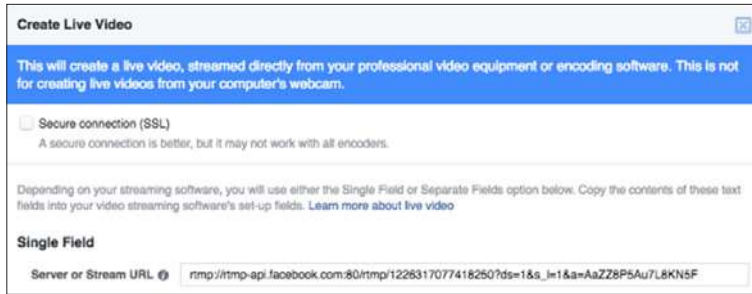 Create Live Video
This will create a live video, streamed directly from your professional video equipment or encoding software. This is not
for creating live videos from your computer's webcam.
Secure connection (SSL)
A secure connection is better, but it may not work with all encoders.
Depending on your streaming software, you will use either the Single Field or Separate Fields option below. Copy the contents of these text
fields into your video streaming software's set-up fields. Learn more about live video
Single Field
Server or Stream URL rtmp://rtmp-api.facebook.com:80/rtmp/1226317077418250?ds=1&s_l=1&a=AaZZ8P5Au7L8KN5F